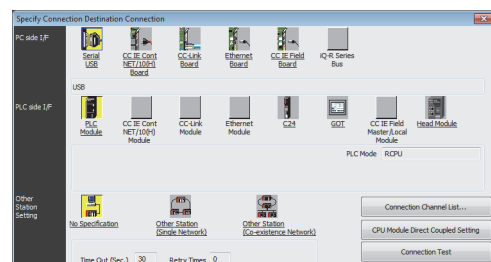 Specify Connection Destination Connection
PC side I/F
Serial USB
CC IE Cont NET/10(H) Board
CC-Link Board
Ethernet Board
CC IE Field Board
iQ-R Series Bus
USB
PLC side I/F
PLC Module
CC IE Cont NET/10(H) Module
CC-Link Module
Ethernet Module
C24
GOT
CC IE Field Master/Local Module
Head Module
PLC Mode RCPU
Other Station Setting
No Specification
Other Station (Single Network)
Other Station (Co-existence Network)
Connection Channel List...
CPU Module Direct Coupled Setting
Connection Test
Time Out (Sec.) 30 Retry Times 0